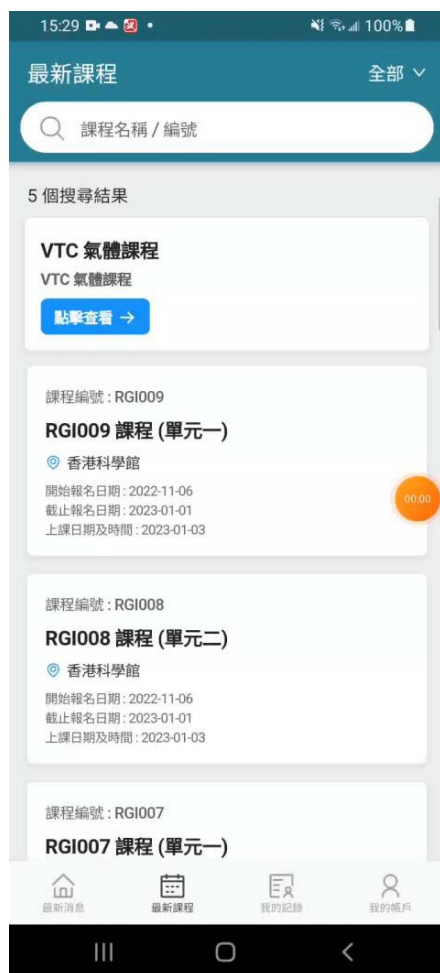 15:29
100%
最新課程
全部
課程名稱 / 編號
5 個搜尋結果
VTC 氣體課程
VTC 氣體課程
點擊查看 →
課程編號 : RGI009
RGI009 課程 (單元一)
香港科學館
開始報名日期 : 2022-11-06
截止報名日期 : 2023-01-01
上課日期及時間 : 2023-01-03
00:00
課程編號 : RGI008
RGI008 課程 (單元二)
香港科學館
開始報名日期 : 2022-11-06
截止報名日期 : 2023-01-01
上課日期及時間 : 2023-01-03
課程編號 : RGI007
RGI007 課程 (單元一)
最新消息
最新課程
我的記錄
我的帳戶